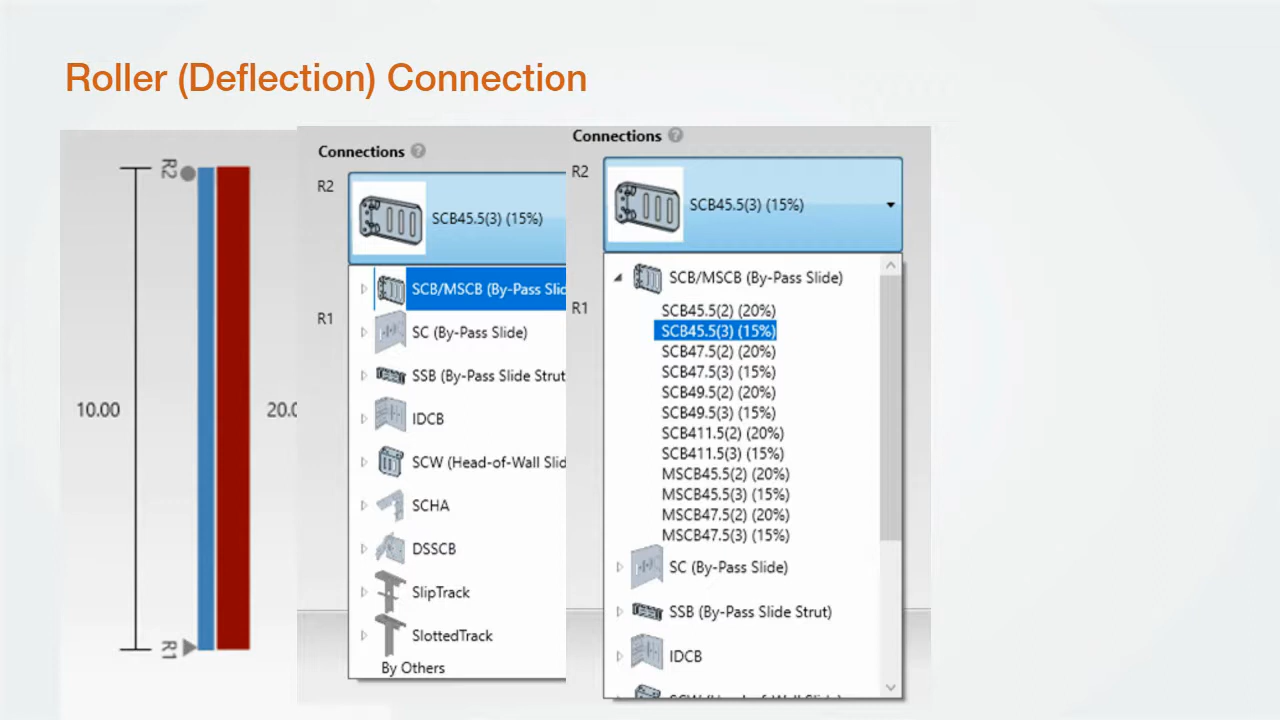 Roller (Deflection) Connection
R2
10.00
20.0
R1
Connections
R2
SCB45.5(3) (15%)
SCB/MSCB (By-Pass Slid
R1
SC (By-Pass Slide)
SSB (By-Pass Slide Strut
IDCB
SCW (Head-of-Wall Slid
SCHA
DSSCB
SlipTrack
SlottedTrack
By Others
Connections
R2
SCB45.5(3) (15%)
SCB/MSCB (By-Pass Slide)
R1
SCB45.5(2) (20%)
SCB45.5(3) (15%)
SCB47.5(2) (20%)
SCB47.5(3) (15%)
SCB49.5(2) (20%)
SCB49.5(3) (15%)
SCB411.5(2) (20%)
SCB411.5(3) (15%)
MSCB45.5(2) (20%)
MSCB45.5(3) (15%)
MSCB47.5(2) (20%)
MSCB47.5(3) (15%)
SC (By-Pass Slide)
SSB (By-Pass Slide Strut)
IDCB
SCW (Head-of-Wall Slide)